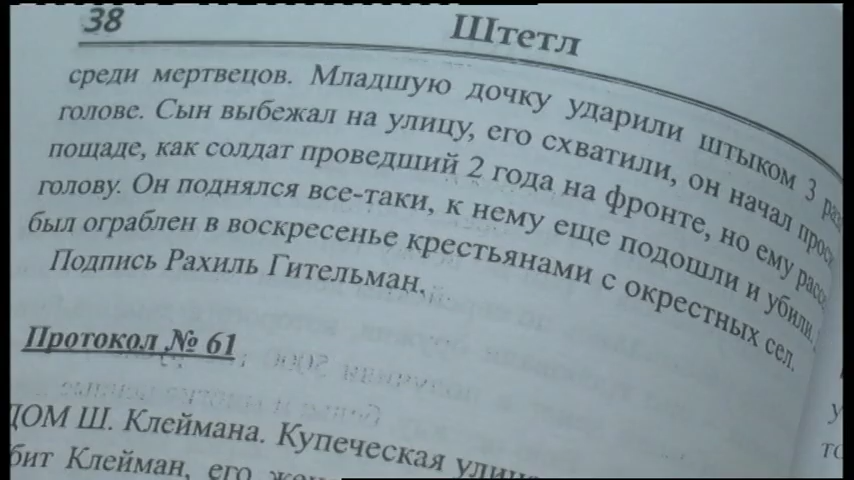 38
Штетл
среди мертвецов. Младшую дочку ударили штыком 3
голове. Сын выбежал на улицу, его схватили, он начал
пощаде, как солдат проведший 2 года на фронте, но ему
голову. Он поднялся все-таки, к нему еще подошли и убили.
был ограблен в воскресенье крестьянами с окрестных сел.
Подпись Рахиль Гительман.
Протокол № 61
ДОМ Ш. Клеймана. Купеческая
Клейман, его